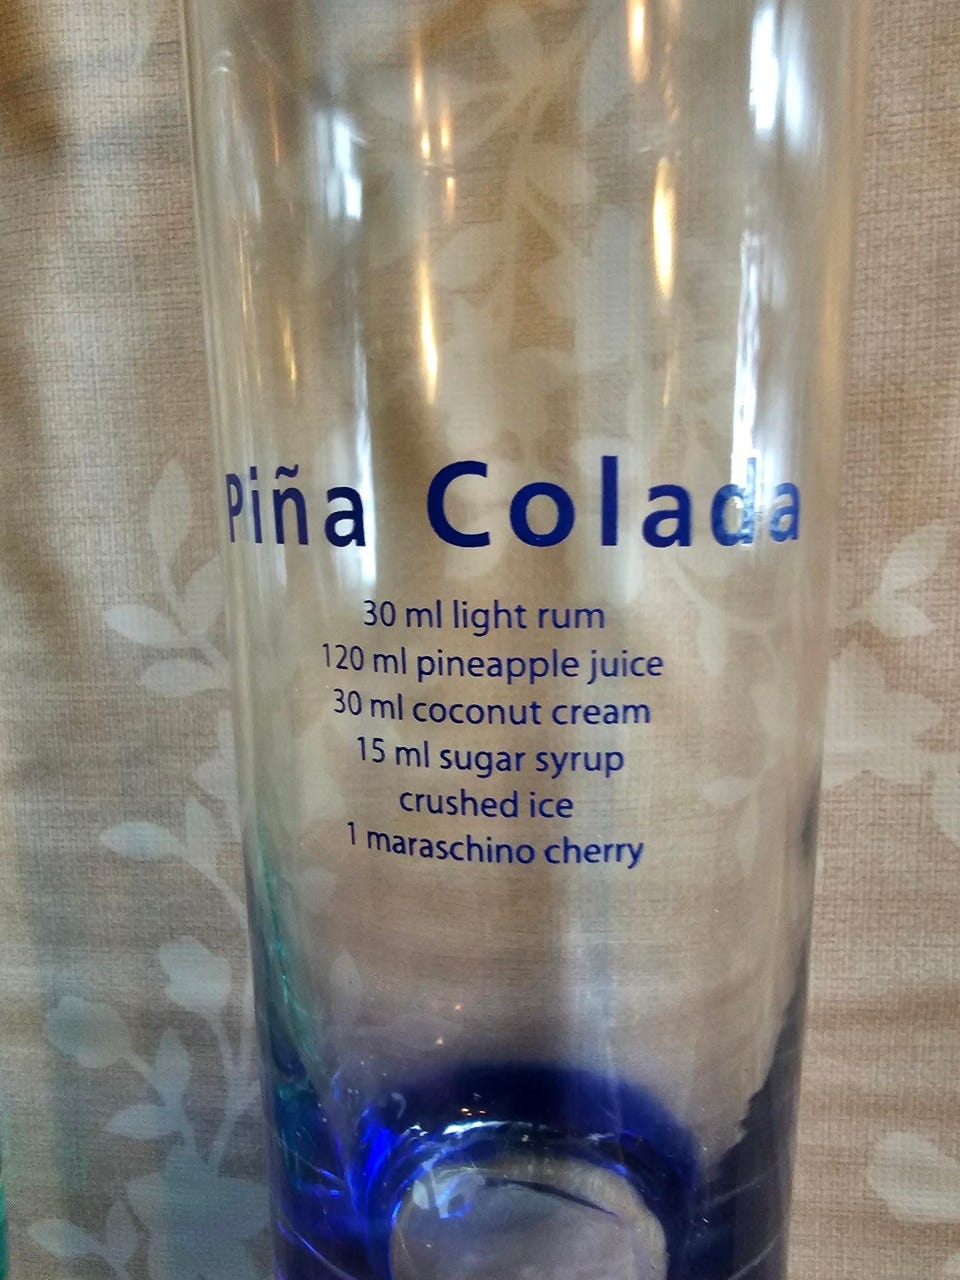 Piña Colada
30 ml light rum
120 ml pineapple juice
30 ml coconut cream
15 ml sugar syrup
crushed ice
1 maraschino cherry